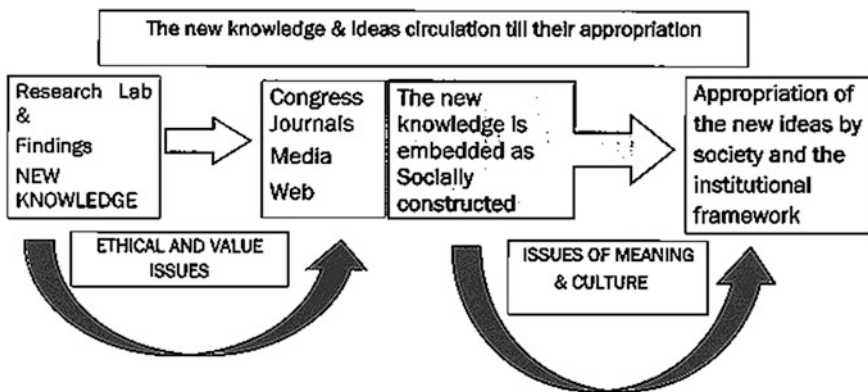 The new knowledge & ideas circulation till their appropriation
Research Lab
&
Findings
NEW
KNOWLEDGE
Congress
Journals
Media
Web
The new
knowledge is
embedded as
Socially
constructed
Appropriation of
the new ideas by
society and the
institutional
framework
ETHICAL AND VALUE
ISSUES
ISSUES OF MEANING
& CULTURE